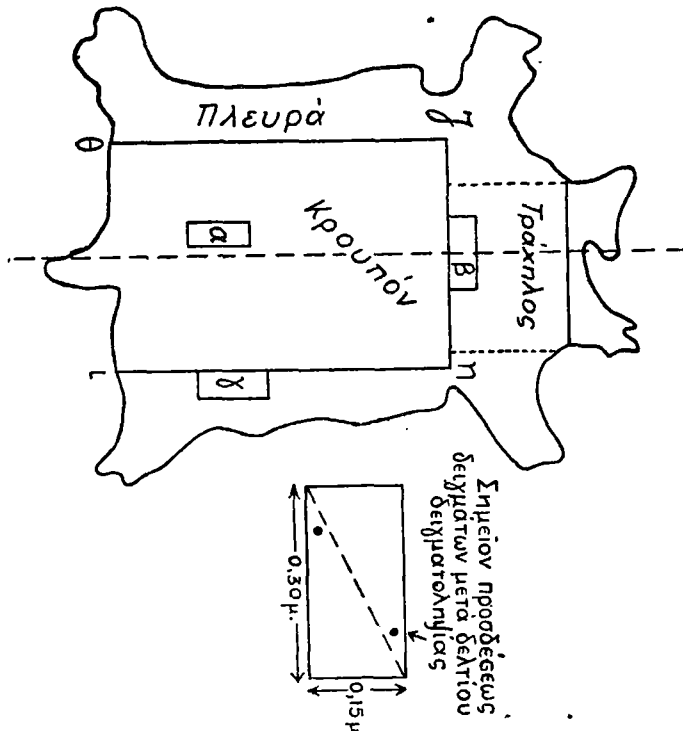 Πλευρά
ζ
θ
Κρουπόν
Τράχηλος
α
β
γ
ι
η
Σημείον προσδέσεως
δειγμάτων μετά δελτίου
δειγματοληψίας
0,30 μ.
0,15 μ